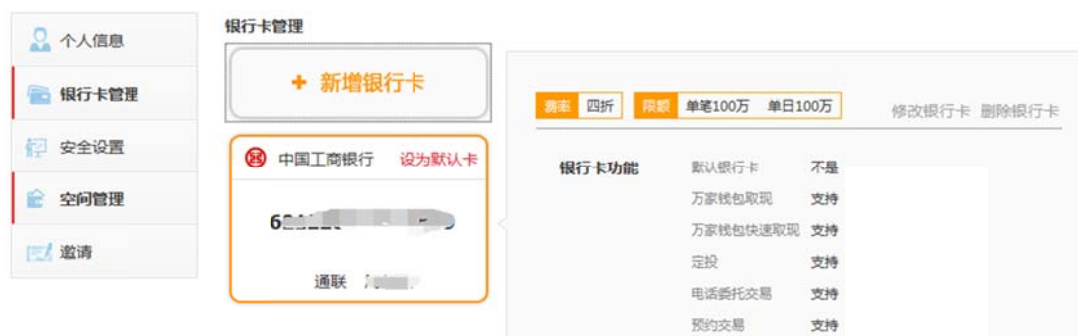 个人信息
银行卡管理
安全设置
空间管理
邀请
银行卡管理
+ 新增银行卡
中国工商银行 设为默认卡
通联
费率 四折 限额 单笔100万 单日100万
修改银行卡 删除银行卡
银行卡功能
默认银行卡 不是
万家钱包取现 支持
万家钱包快速取现 支持
定投 支持
电话委托交易 支持
预约交易 支持